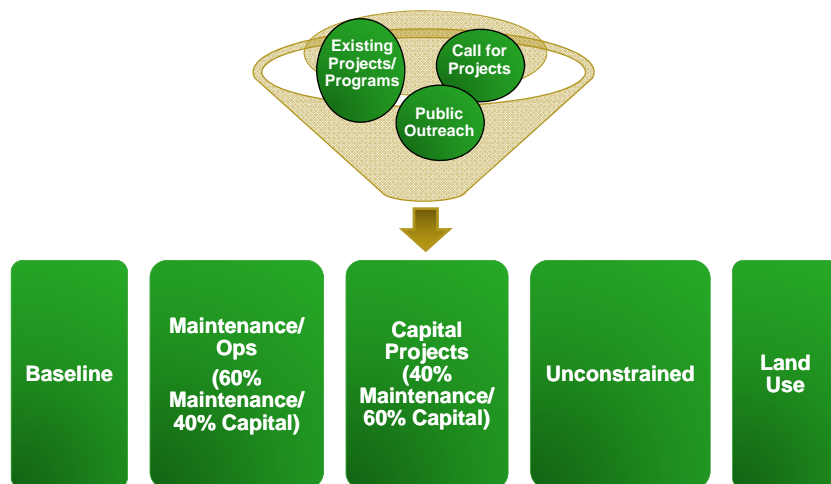 Existing
Projects/
Programs
Call for
Projects
Public
Outreach
Baseline
Maintenance/
Ops
(60%
Maintenance/
40% Capital)
Capital
Projects
(40%
Maintenance/
60% Capital)
Unconstrained
Land
Use